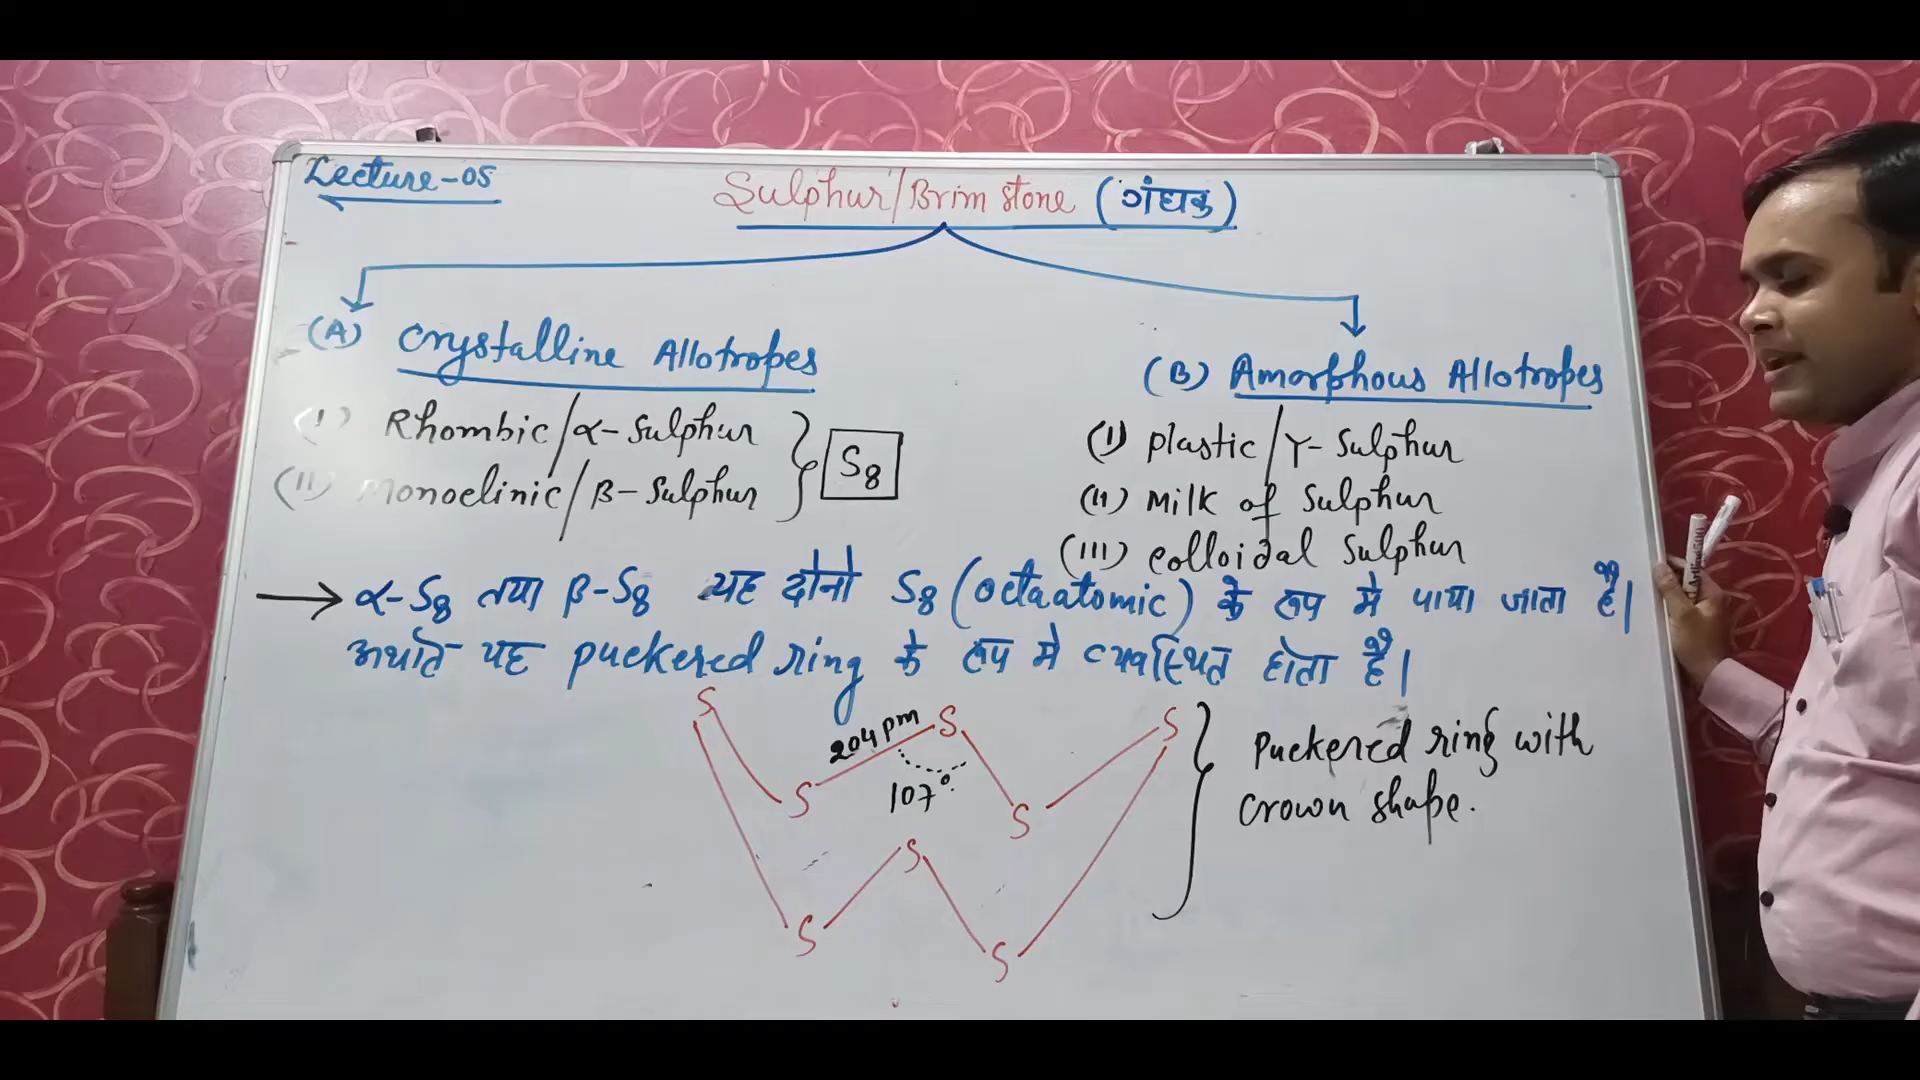 Lecture-05
Sulphur/Brim stone (गंधक)
(A) Crystalline Allotropes
(I) Rhombic/α-Sulphur
(II) Monoclinic/β-Sulphur
S8
(B) Amorphous Allotropes
(I) plastic/γ-Sulphur
(II) Milk of Sulphur
(III) colloidal Sulphur
→ α-S8 तथा β-S8 यह दोनो S8 (octaatomic) के रूप मे पाया जाता है।
अर्थात यह puckered ring के रूप मे व्यवस्थित होता है।
S S S
204 pm
S 107° S
S
S S
Puckered ring with
crown shape.